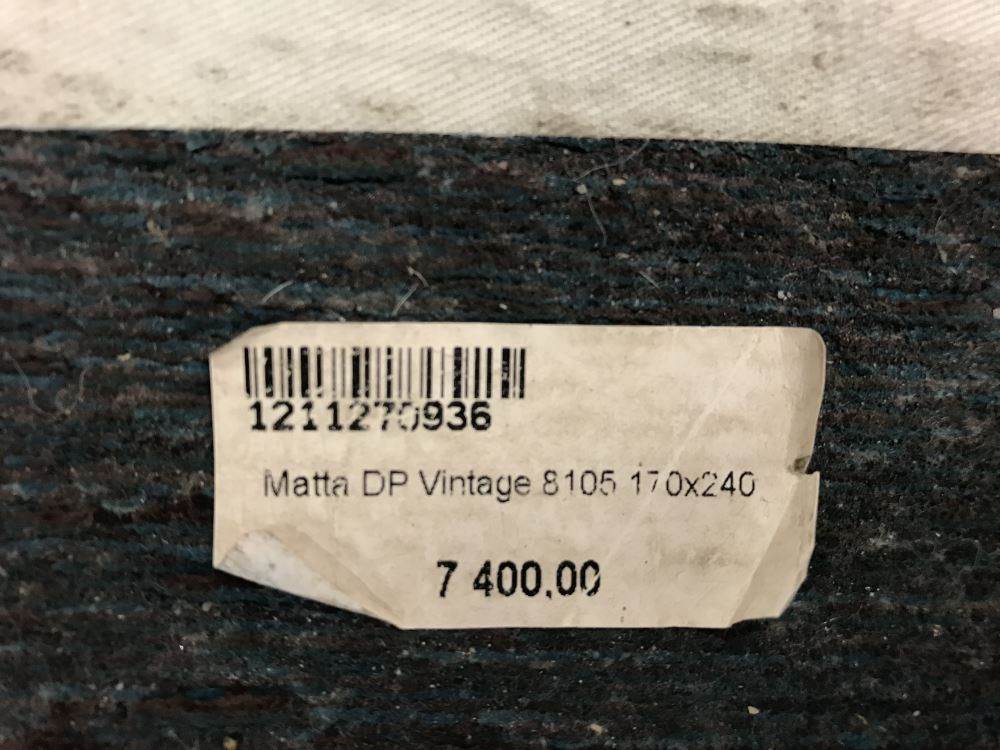 1211270936
Matta DP Vintage 8105 170x240
7 400,00